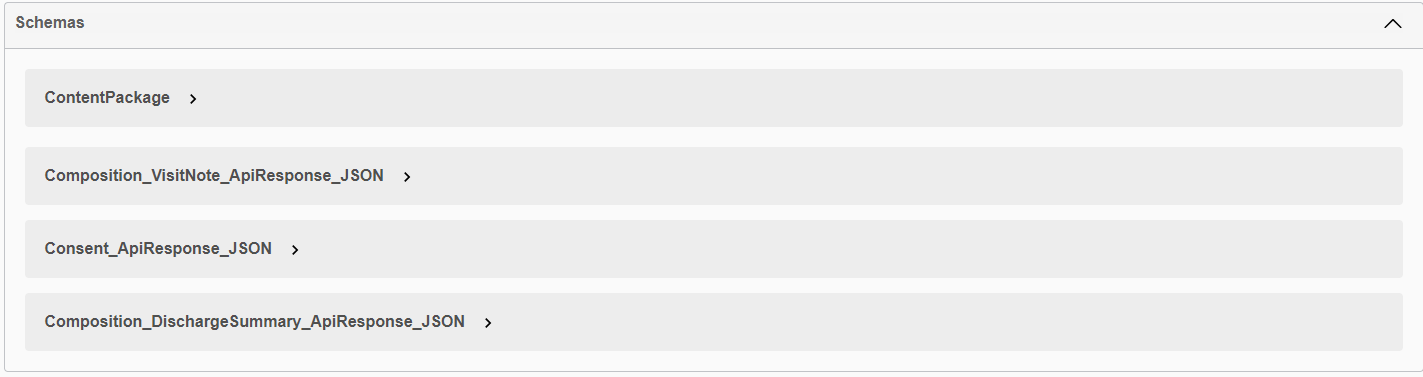 Schemas
ContentPackage
Composition_VisitNote_ApiResponse_JSON
Consent_ApiResponse_JSON
Composition_DischargeSummary_ApiResponse_JSON